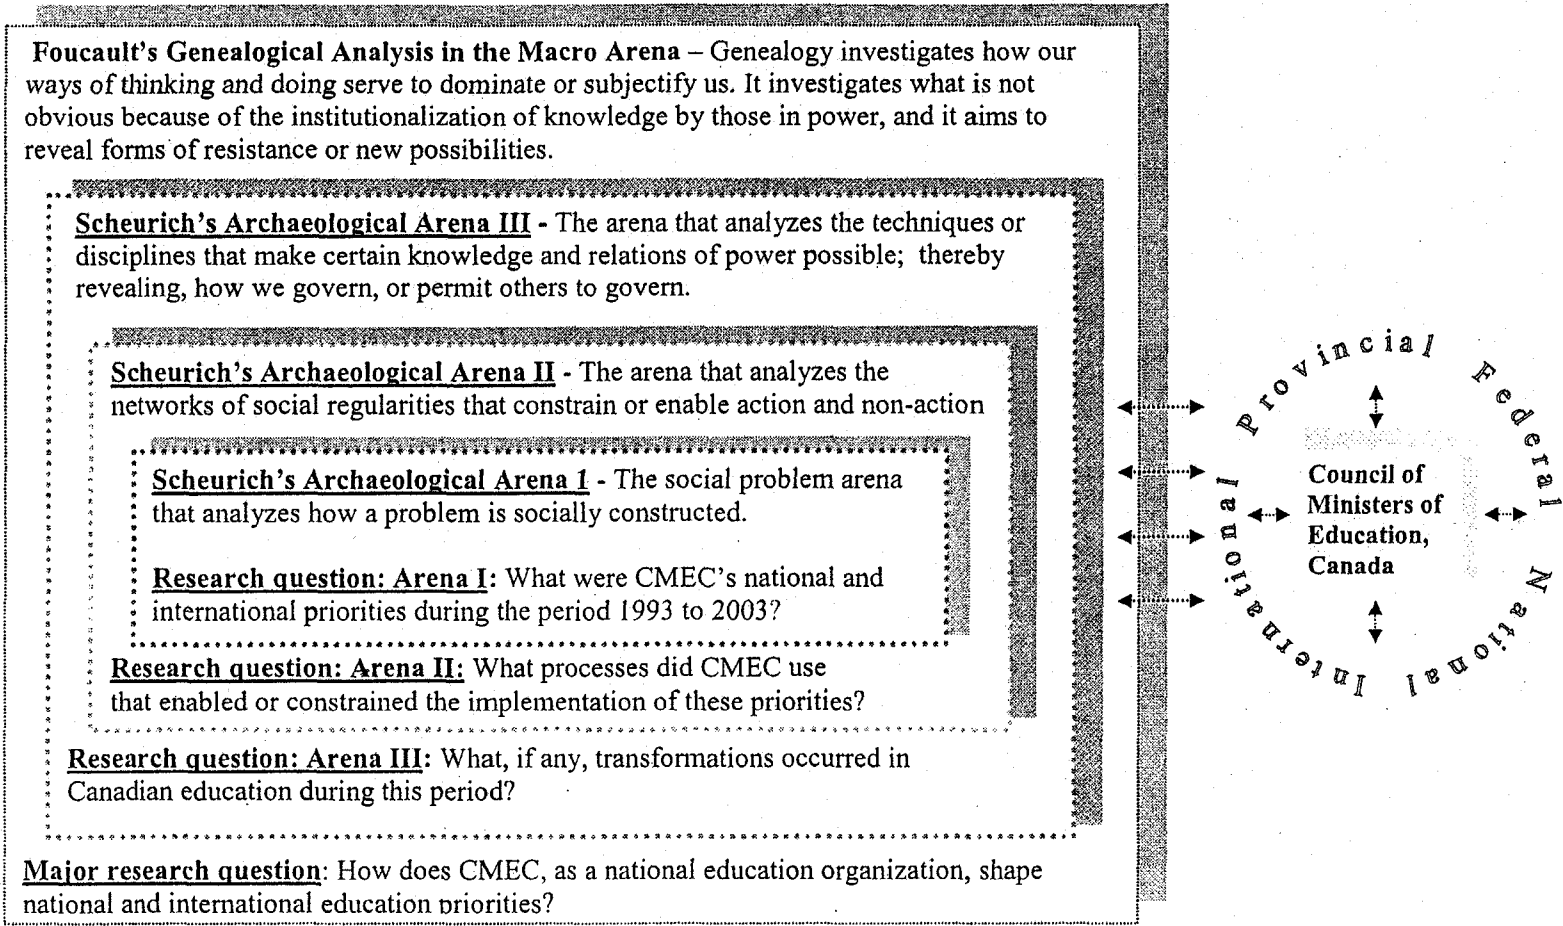 Foucault's Genealogical Analysis in the Macro Arena – Genealogy investigates how our
ways of thinking and doing serve to dominate or subjectify us. It investigates what is not
obvious because of the institutionalization of knowledge by those in power, and it aims to
reveal forms of resistance or new possibilities.
Scheurich's Archaeological Arena III - The arena that analyzes the techniques or
disciplines that make certain knowledge and relations of power possible; thereby
revealing, how we govern, or permit others to govern.
Scheurich's Archaeological Arena II - The arena that analyzes the
networks of social regularities that constrain or enable action and non-action
Scheurich's Archaeological Arena 1 - The social problem arena
that analyzes how a problem is socially constructed.
Research question: Arena I: What were CMEC's national and
international priorities during the period 1993 to 2003?
Research question: Arena II: What processes did CMEC use
that enabled or constrained the implementation of these priorities?
Research question: Arena III: What, if any, transformations occurred in
Canadian education during this period?
Major research question: How does CMEC, as a national education organization, shape
national and international education priorities?
Provincial Federal National International
Council of
Ministers of
Education,
Canada